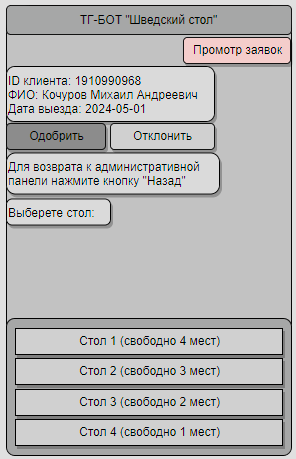 ТГ-БОТ "Шведский стол"
Промотр заявок
ID клиента: 1910990968
ФИО: Кочуров Михаил Андреевич
Дата выезда: 2024-05-01
Одобрить
Отклонить
Для возврата к административной
панели нажмите кнопку "Назад"
Выберете стол:
Стол 1 (свободно 4 мест)
Стол 2 (свободно 3 мест)
Стол 3 (свободно 2 мест)
Стол 4 (свободно 1 мест)